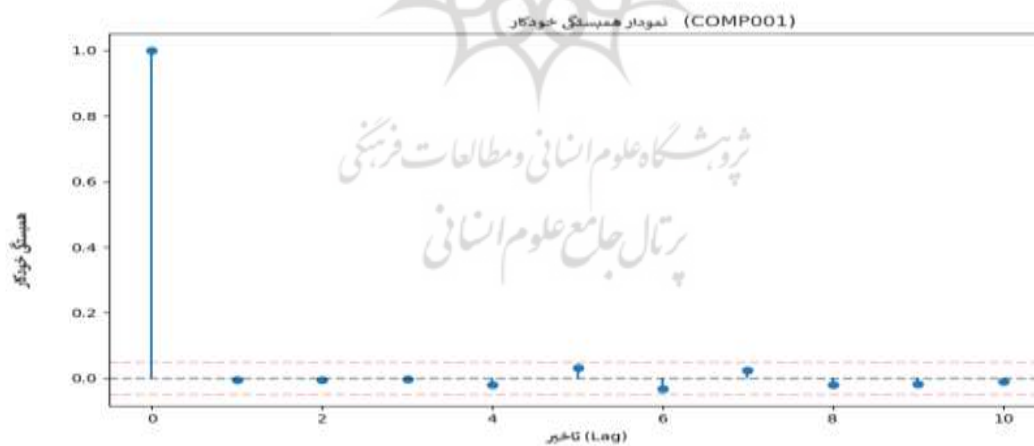 نمودار همبستگی خودکار (COMP001)
1.0
0.8
0.6
0.4
0.2
0.0
همبستگی خودکار
پژوهشگاه علوم انسانی و مطالعات فرهنگی
پرتال جامع علوم انسانی
0 2 4 6 8 10
تاخیر (Lag)